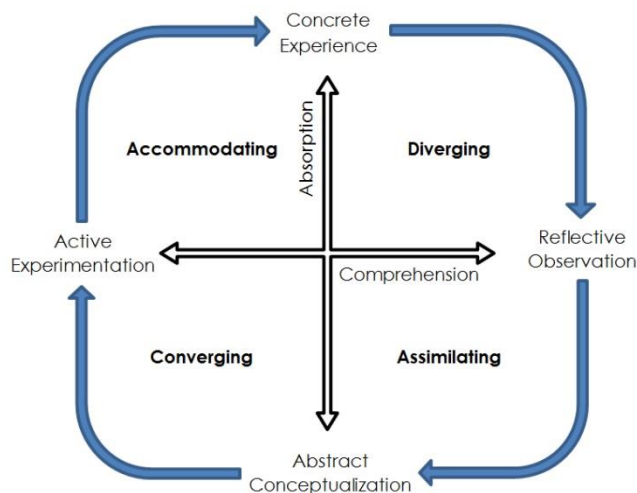 Concrete
Experience
Absorption
Accommodating
Diverging
Active
Experimentation
Reflective
Observation
Comprehension
Converging
Assimilating
Abstract
Conceptualization